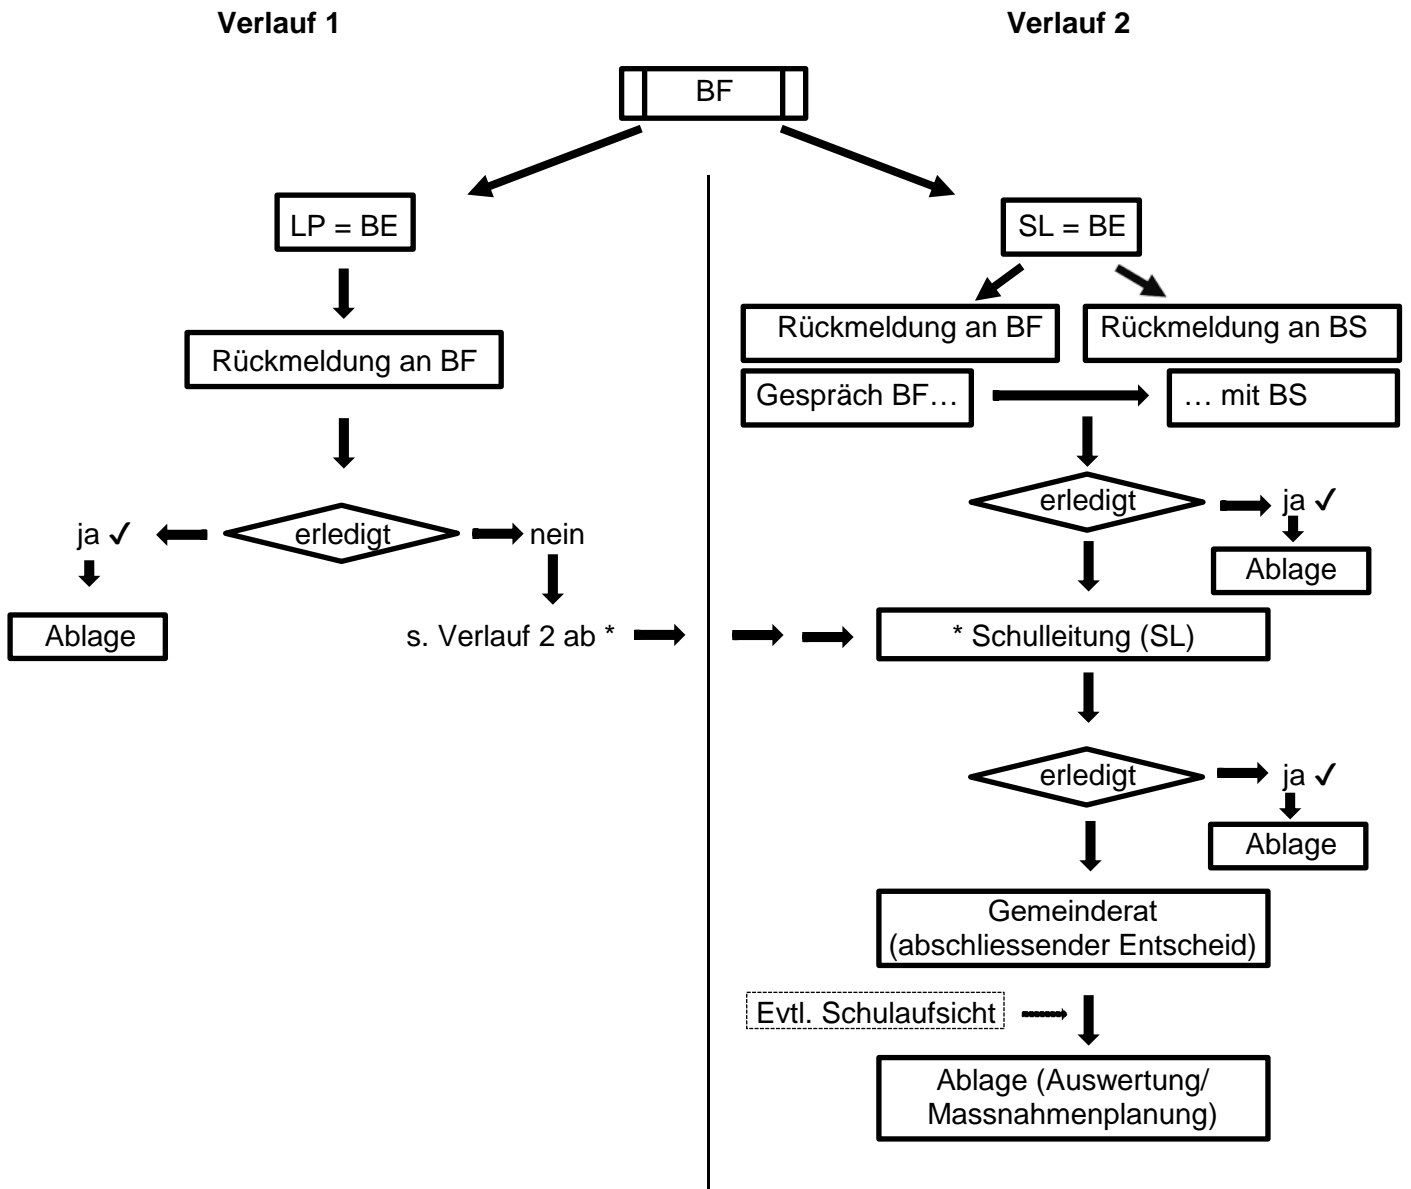 Verlauf 1
Verlauf 2
BF
LP = BE
SL = BE
Rückmeldung an BF
Rückmeldung an BS
Rückmeldung an BF
Gespräch BF…
… mit BS
erledigt
ja ✓
Ablage
ja ✓
erledigt
nein
Ablage
s. Verlauf 2 ab *
* Schulleitung (SL)
erledigt
ja ✓
Ablage
Gemeinderat
(abschliessender Entscheid)
Evtl. Schulaufsicht
Ablage (Auswertung/
Massnahmenplanung)